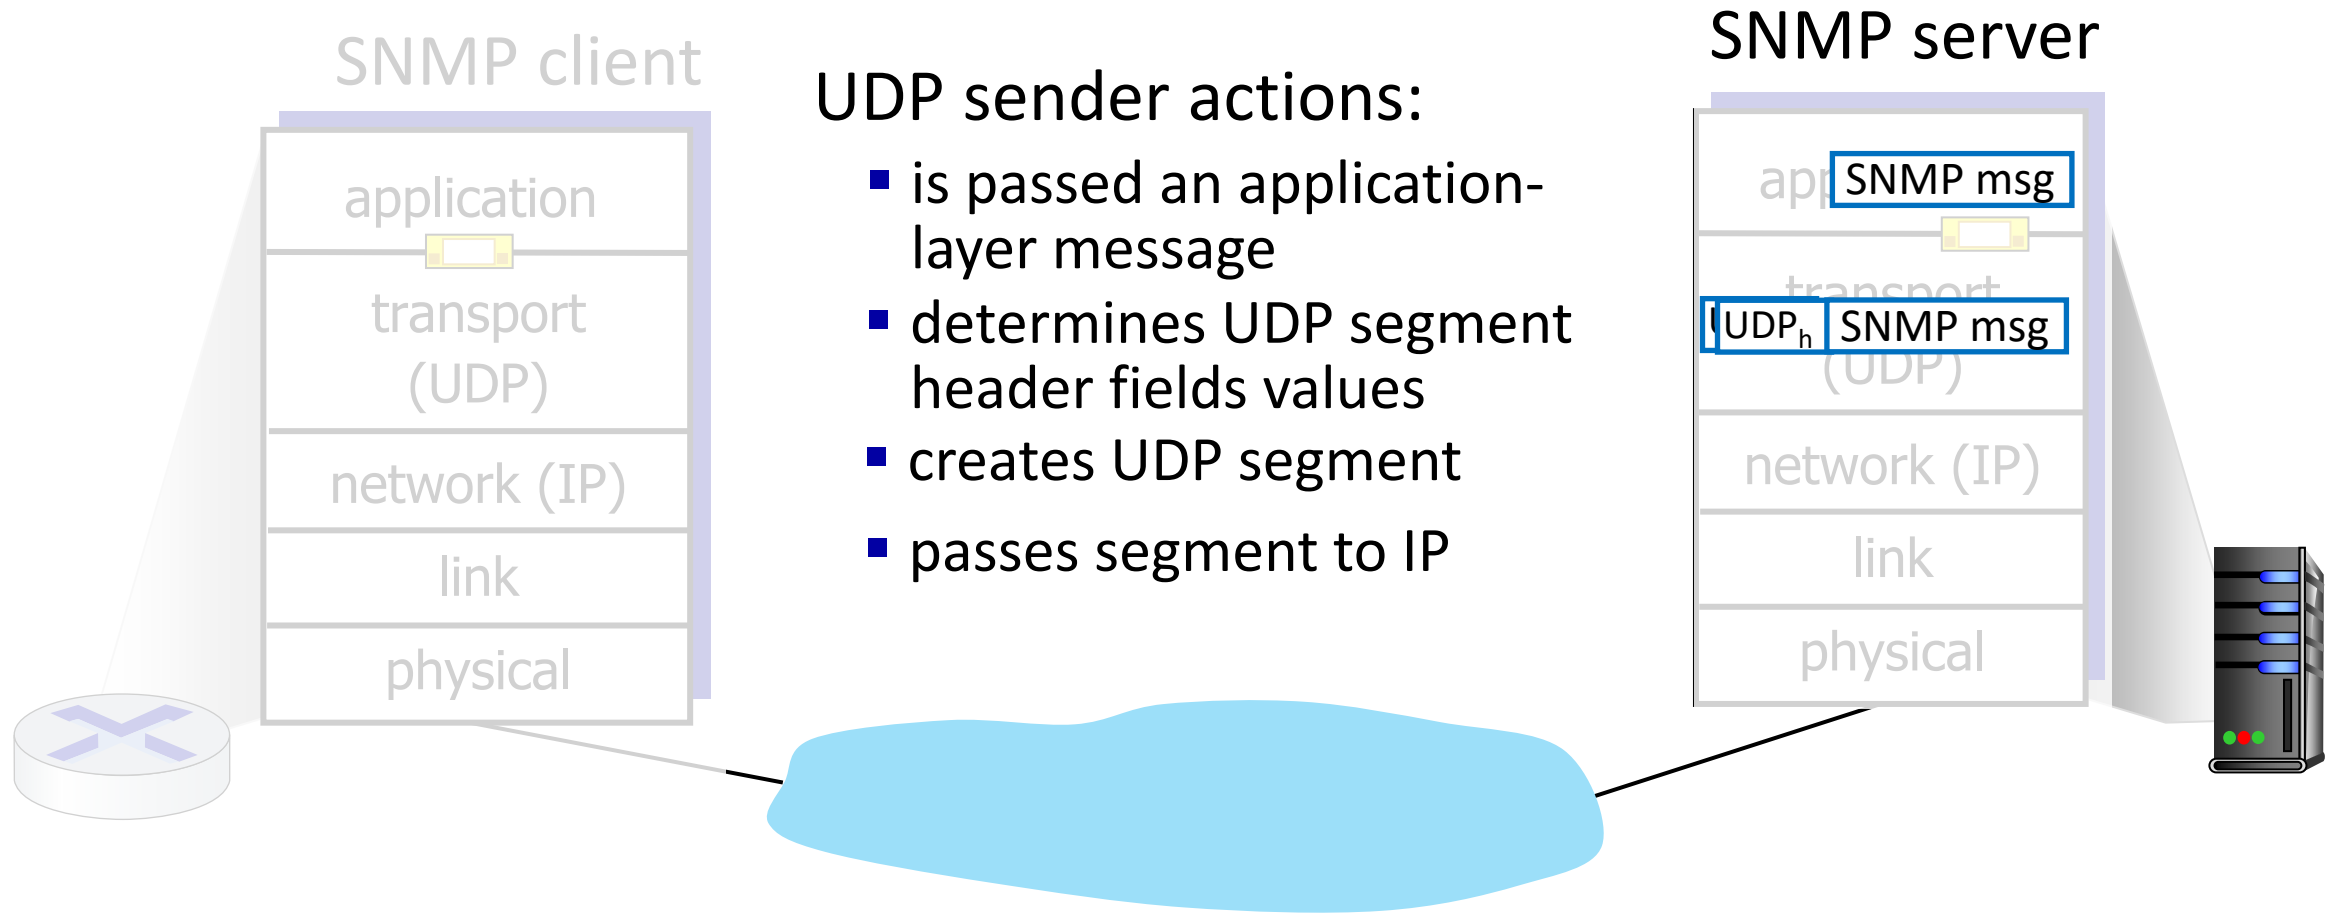 SNMP client
application
transport
(UDP)
network (IP)
link
physical
UDP sender actions:
is passed an application-
layer message
determines UDP segment
header fields values
creates UDP segment
passes segment to IP
SNMP server
SNMP msg
transport
UDPh SNMP msg
(UDP)
network (IP)
link
physical